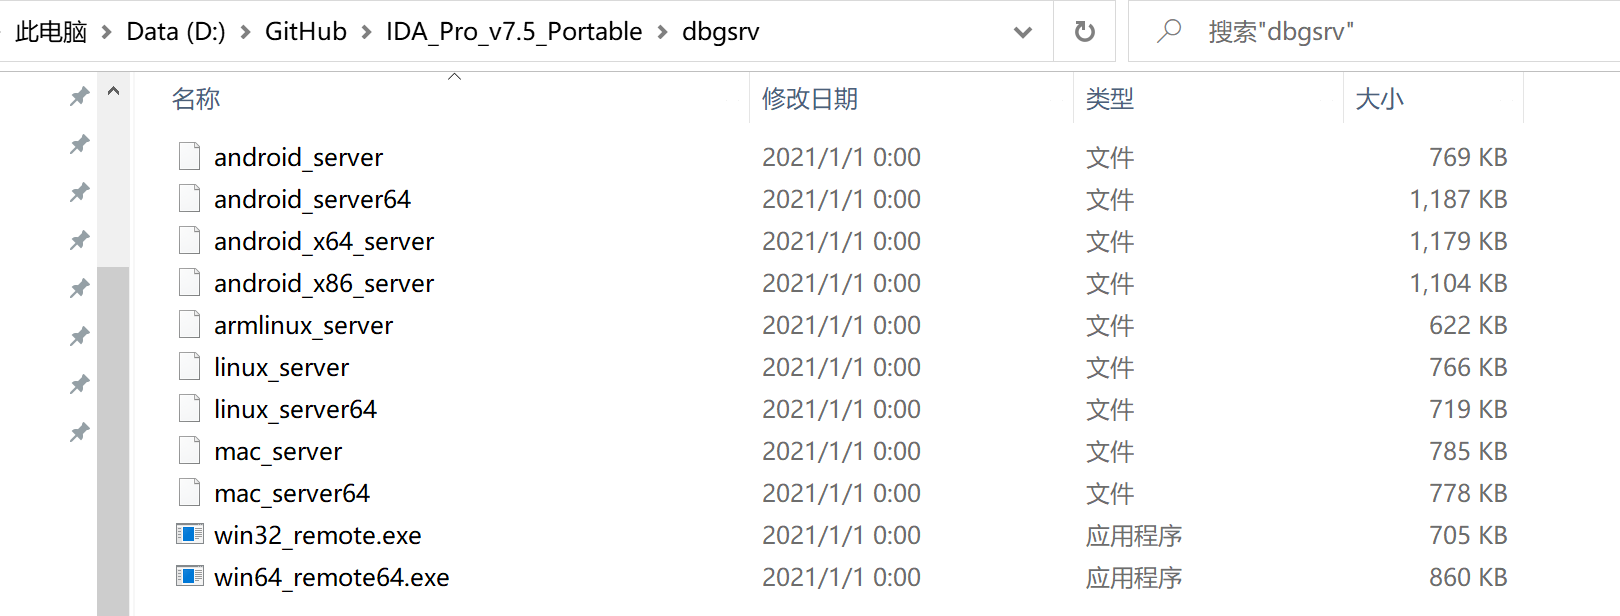 此电脑 > Data (D:) > GitHub > IDA_Pro_v7.5_Portable > dbgsrv 搜索"dbgsrv"
名称 修改日期 类型 大小
android_server 2021/1/1 0:00 文件 769 KB
android_server64 2021/1/1 0:00 文件 1,187 KB
android_x64_server 2021/1/1 0:00 文件 1,179 KB
android_x86_server 2021/1/1 0:00 文件 1,104 KB
armlinux_server 2021/1/1 0:00 文件 622 KB
linux_server 2021/1/1 0:00 文件 766 KB
linux_server64 2021/1/1 0:00 文件 719 KB
mac_server 2021/1/1 0:00 文件 785 KB
mac_server64 2021/1/1 0:00 文件 778 KB
win32_remote.exe 2021/1/1 0:00 应用程序 705 KB
win64_remote64.exe 2021/1/1 0:00 应用程序 860 KB